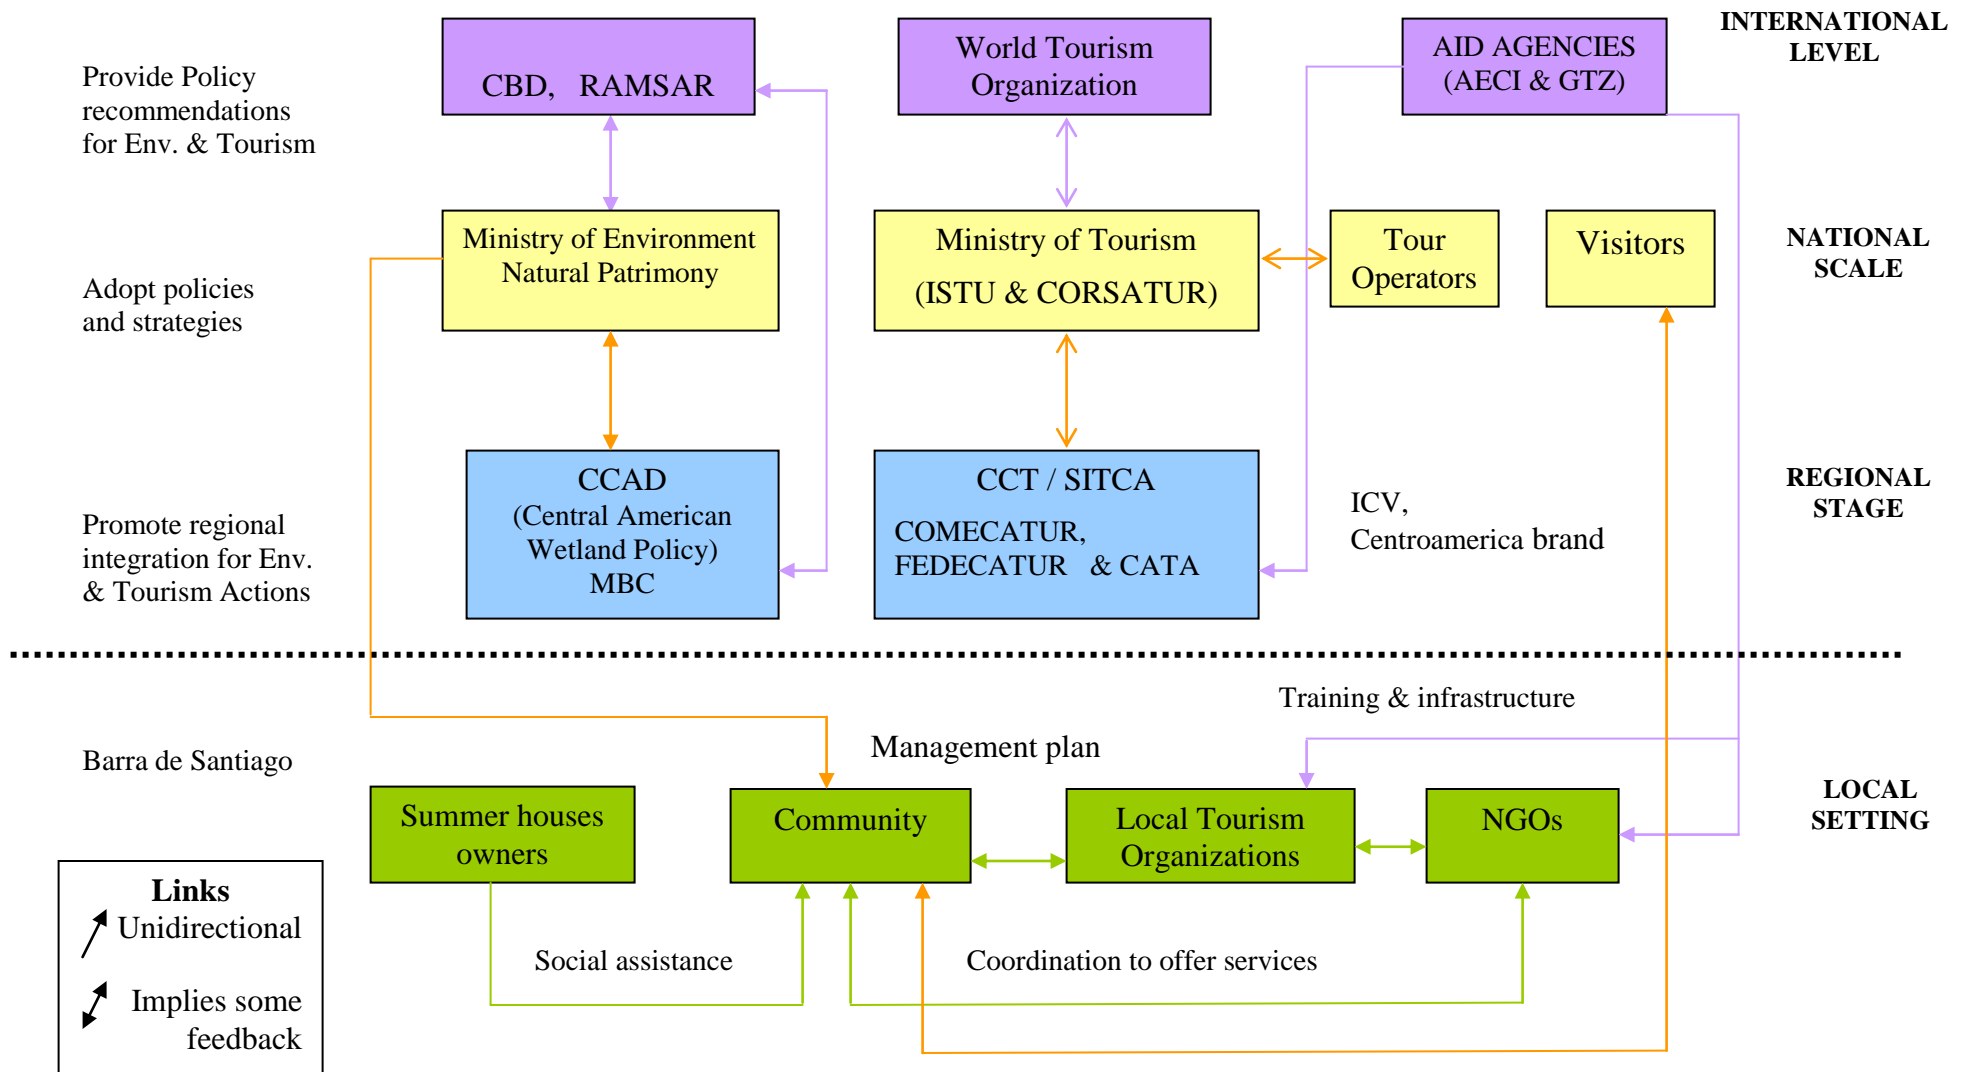 INTERNATIONAL
LEVEL
Provide Policy
recommendations
for Env. & Tourism
CBD, RAMSAR
World Tourism
Organization
AID AGENCIES
(AECI & GTZ)
NATIONAL
SCALE
Adopt policies
and strategies
Ministry of Environment
Natural Patrimony
Ministry of Tourism
(ISTU & CORSATUR)
Tour
Operators
Visitors
REGIONAL
STAGE
Promote regional
integration for Env.
& Tourism Actions
CCAD
(Central American
Wetland Policy)
MBC
CCT / SITCA
COMECATUR,
FEDECATUR & CATA
ICV,
Centroamerica brand
Training & infrastructure
Management plan
Barra de Santiago
LOCAL
SETTING
Summer houses
owners
Community
Local Tourism
Organizations
NGOs
Social assistance
Coordination to offer services
Links
Unidirectional
Implies some
feedback